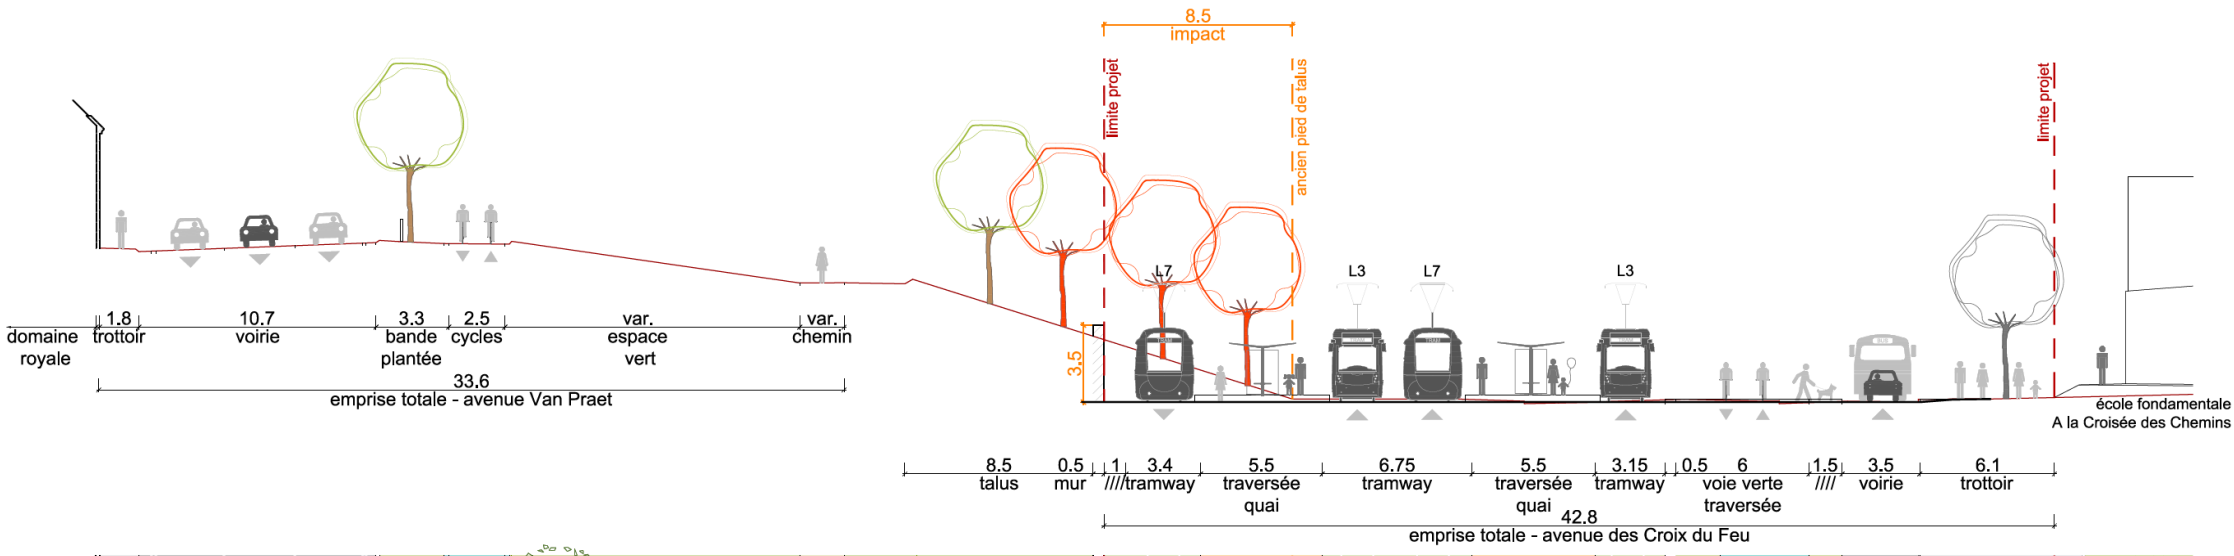 8.5
impact
limite projet
ancien pied de talus
limite projet
L7
L3
L7
L3
TRAM
TRAM
BUS
3.5
1.8
10.7
3.3
2.5
var.
var.
domaine
royale
trottoir
voirie
bande
plantée
cycles
espace
vert
chemin
33.6
emprise totale - avenue Van Praet
école fondamentale
A la Croisée des Chemins
8.5
0.5
1
3.4
5.5
6.75
5.5
3.15
0.5
6
1.5
3.5
6.1
talus
mur
////
tramway
traversée
quai
tramway
traversée
quai
tramway
voie verte
traversée
////
voirie
trottoir
42.8
emprise totale - avenue des Croix du Feu